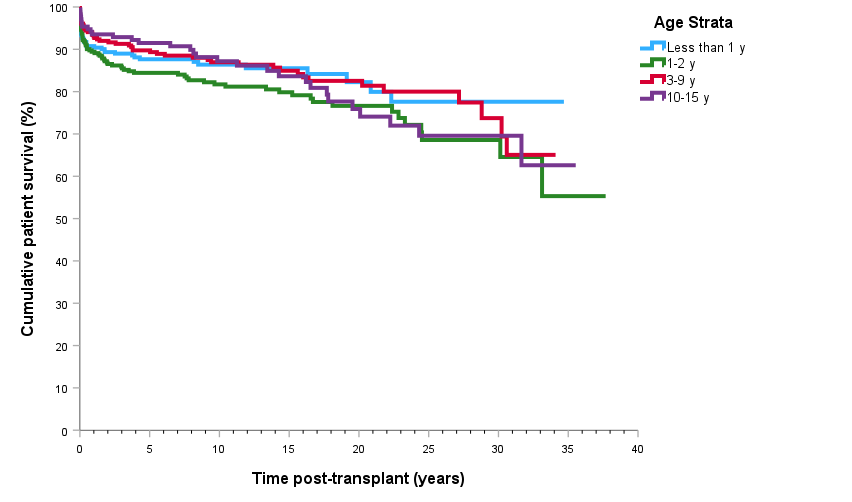 Age Strata
Less than 1 y
1-2 y
3-9 y
10-15 y
Cumulative patient survival (%)
100
90
80
70
60
50
40
30
20
10
0
0 5 10 15 20 25 30 35 40
Time post-transplant (years)